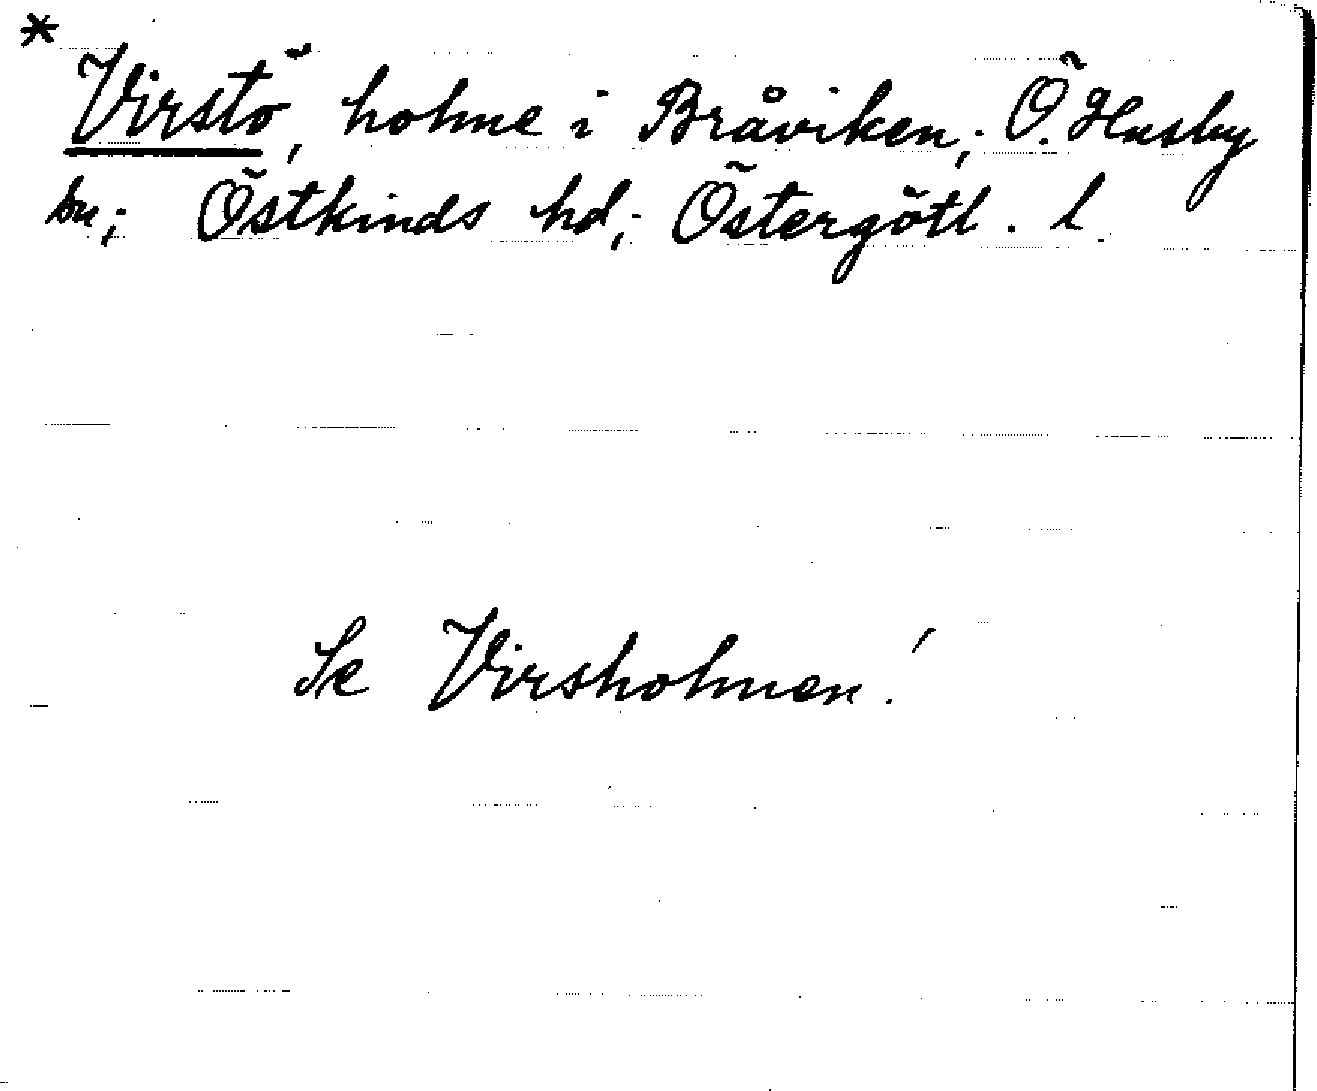 * Virstö, holme i Bråviken; Ö. Husby
sn; Östkinds hd; Östergötl. l.
Se Virsholmen!